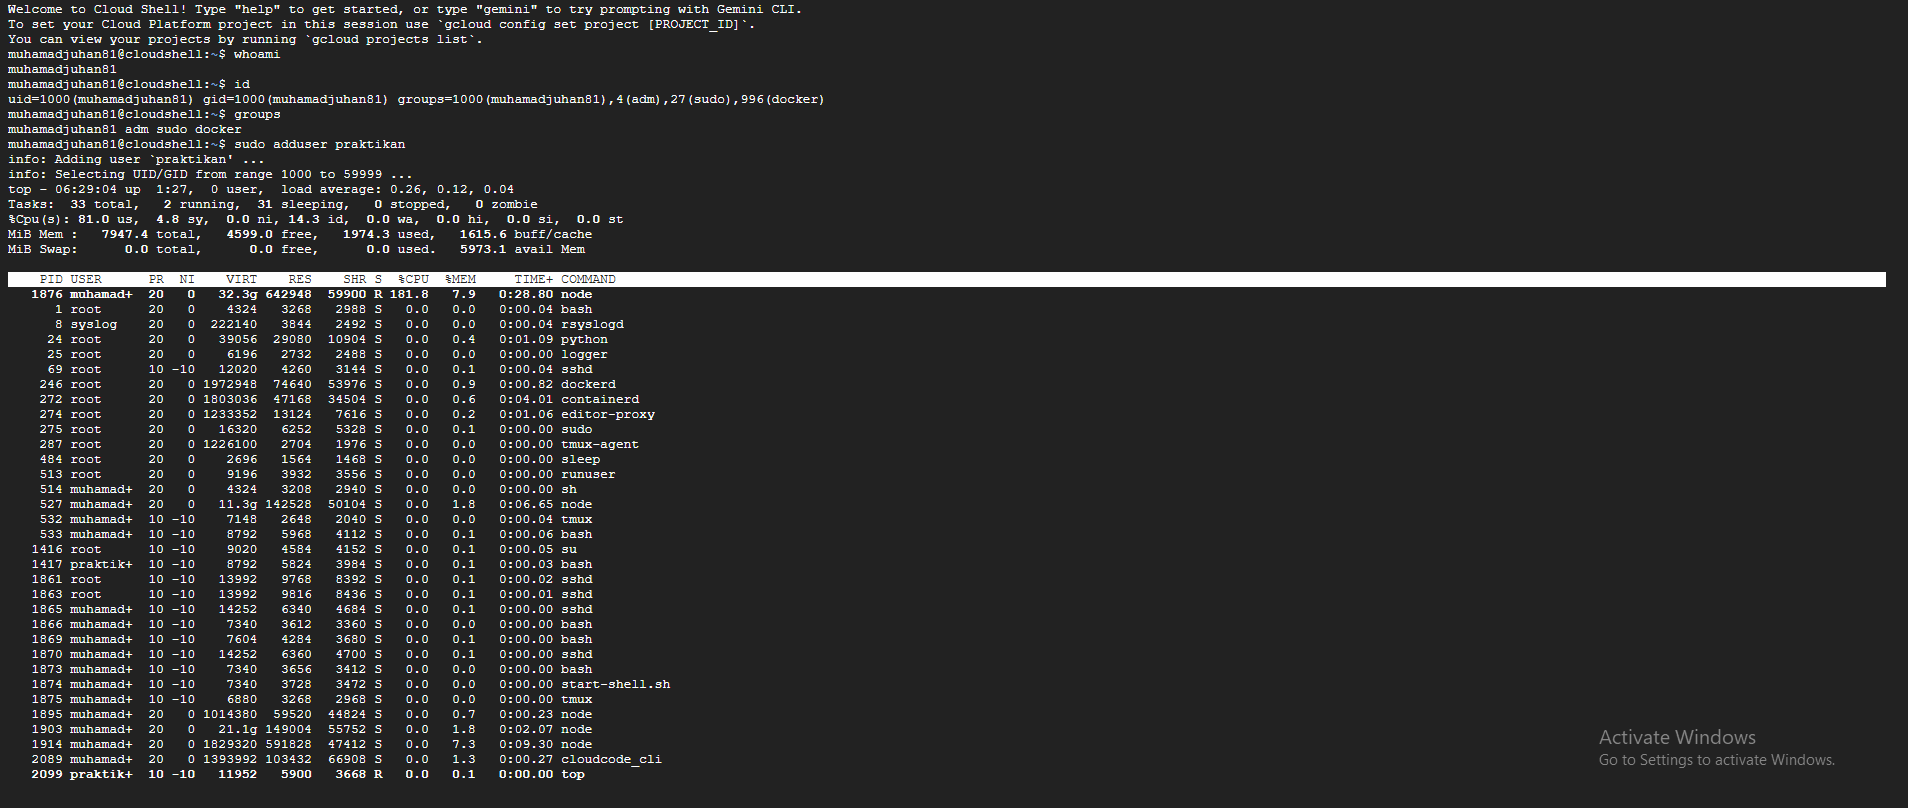 Welcome to Cloud Shell! Type "help" to get started, or type "gemini" to try prompting with Gemini CLI.
To set your Cloud Platform project in this session use `gcloud config set project [PROJECT_ID]`.
You can view your projects by running `gcloud projects list`.
muhamadjuhan81@cloudshell:~$ whoami
muhamadjuhan81
muhamadjuhan81@cloudshell:~$ id
uid=1000(muhamadjuhan81) gid=1000(muhamadjuhan81) groups=1000(muhamadjuhan81),4(adm),27(sudo),996(docker)
muhamadjuhan81@cloudshell:~$ groups
muhamadjuhan81 adm sudo docker
muhamadjuhan81@cloudshell:~$ sudo adduser praktikan
info: Adding user `praktikan' ...
info: Selecting UID/GID from range 1000 to 59999 ...
top - 06:29:04 up  1:27,  0 user,  load average: 0.26, 0.12, 0.04
Tasks:  33 total,   2 running,  31 sleeping,   0 stopped,   0 zombie
%Cpu(s): 81.0 us,  4.8 sy,  0.0 ni, 14.3 id,  0.0 wa,  0.0 hi,  0.0 si,  0.0 st
MiB Mem :   7947.4 total,   4599.0 free,   1974.3 used,   1615.6 buff/cache
MiB Swap:      0.0 total,      0.0 free,      0.0 used.   5973.1 avail Mem
PID USER      PR  NI    VIRT    RES    SHR S  %CPU  %MEM     TIME+ COMMAND
1876 muhamad+  20   0   32.3g 642948  59900 R 181.8   7.9   0:28.80 node
1 root      20   0    4324   3268   2988 S   0.0   0.0   0:00.04 bash
8 syslog    20   0  222140   3844   2492 S   0.0   0.0   0:00.04 rsyslogd
24 root      20   0   39056  29080  10904 S   0.0   0.4   0:01.09 python
25 root      20   0    6196   2732   2488 S   0.0   0.0   0:00.00 logger
69 root      10 -10   12020   4260   3144 S   0.0   0.1   0:00.04 sshd
246 root      20   0 1972948  74640  53976 S   0.0   0.9   0:00.82 dockerd
272 root      20   0 1803036  47168  34504 S   0.0   0.6   0:04.01 containerd
274 root      20   0 1233352  13124   7616 S   0.0   0.2   0:01.06 editor-proxy
275 root      20   0   16320   6252   5328 S   0.0   0.1   0:00.00 sudo
287 root      20   0 1226100   2704   1976 S   0.0   0.0   0:00.00 tmux-agent
484 root      20   0    2696   1564   1468 S   0.0   0.0   0:00.00 sleep
513 root      20   0    9196   3932   3556 S   0.0   0.0   0:00.00 runuser
514 muhamad+  20   0    4324   3208   2940 S   0.0   0.0   0:00.00 sh
527 muhamad+  20   0   11.3g 142528  50104 S   0.0   1.8   0:06.65 node
532 muhamad+  10 -10    7148   2648   2040 S   0.0   0.0   0:00.04 tmux
533 muhamad+  10 -10    8792   5968   4112 S   0.0   0.1   0:00.06 bash
1416 root      10 -10    9020   4584   4152 S   0.0   0.1   0:00.05 su
1417 praktik+  10 -10    8792   5824   3984 S   0.0   0.1   0:00.03 bash
1861 root      10 -10   13992   9768   8392 S   0.0   0.1   0:00.02 sshd
1863 root      10 -10   13992   9816   8436 S   0.0   0.1   0:00.01 sshd
1865 muhamad+  10 -10   14252   6340   4684 S   0.0   0.1   0:00.00 sshd
1866 muhamad+  10 -10    7340   3612   3360 S   0.0   0.0   0:00.00 bash
1869 muhamad+  10 -10    7604   4284   3680 S   0.0   0.1   0:00.00 bash
1870 muhamad+  10 -10   14252   6360   4700 S   0.0   0.1   0:00.00 sshd
1873 muhamad+  10 -10    7340   3656   3412 S   0.0   0.0   0:00.00 bash
1874 muhamad+  10 -10    7340   3728   3472 S   0.0   0.0   0:00.00 start-shell.sh
1875 muhamad+  10 -10    6880   3268   2968 S   0.0   0.0   0:00.00 tmux
1895 muhamad+  20   0 1014380  59520  44824 S   0.0   0.7   0:00.23 node
1903 muhamad+  20   0   21.1g 149004  55752 S   0.0   1.8   0:02.07 node
1914 muhamad+  20   0 1829320 591828  47412 S   0.0   7.3   0:09.30 node
2089 muhamad+  20   0 1393992 103432  66908 S   0.0   1.3   0:00.27 cloudcode_cli
2099 praktik+  10 -10   11952   5900   3668 R   0.0   0.1   0:00.00 top
Activate Windows
Go to Settings to activate Windows.